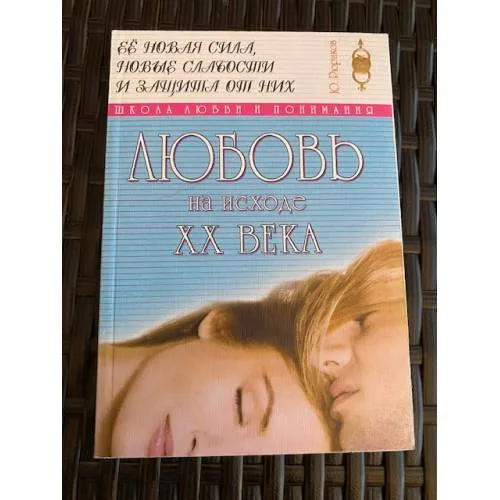 ЕЁ НОВАЯ СИЛА,
НОВЫЕ СЛАБОСТИ
И ЗАЩИТА ОТ НИХ
Ю. Рюриков
ШКОЛА ЛЮБВИ И ПОНИМАНИЯ
ЛЮБОВЬ
на исходе
XX ВЕКА